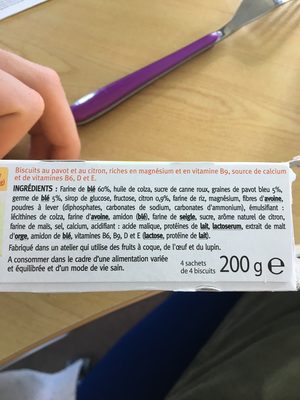 Biscuits au pavot et au citron, riches en magnésium et en vitamine B9, source de calcium
et de vitamines B6, D et E.
INGRÉDIENTS : Farine de blé 60%, huile de colza, sucre de canne roux, graines de pavot bleu 5%,
germe de blé 5%, sirop de glucose, fructose, citron 0,9%, farine de riz, magnésium, fibres d'avoine,
poudres à lever (diphosphates, carbonates de sodium, carbonates d'ammonium), émulsifiant :
lécithines de colza, farine d'avoine, amidon (blé), farine de seigle, sucre, arôme naturel de citron,
farine de maïs, sel, calcium, acidifiant : acide malique, protéines de lait, lactosérum, extrait de malt
d'orge, amidon de blé, vitamines B6, B9, D et E (lactose, protéine de lait).
Fabriqué dans un atelier qui utilise des fruits à coque, de l'œuf et du lupin.
A consommer dans le cadre d'une alimentation variée
et équilibrée et d'un mode de vie sain.
4 sachets
de 4 biscuits
200 g e